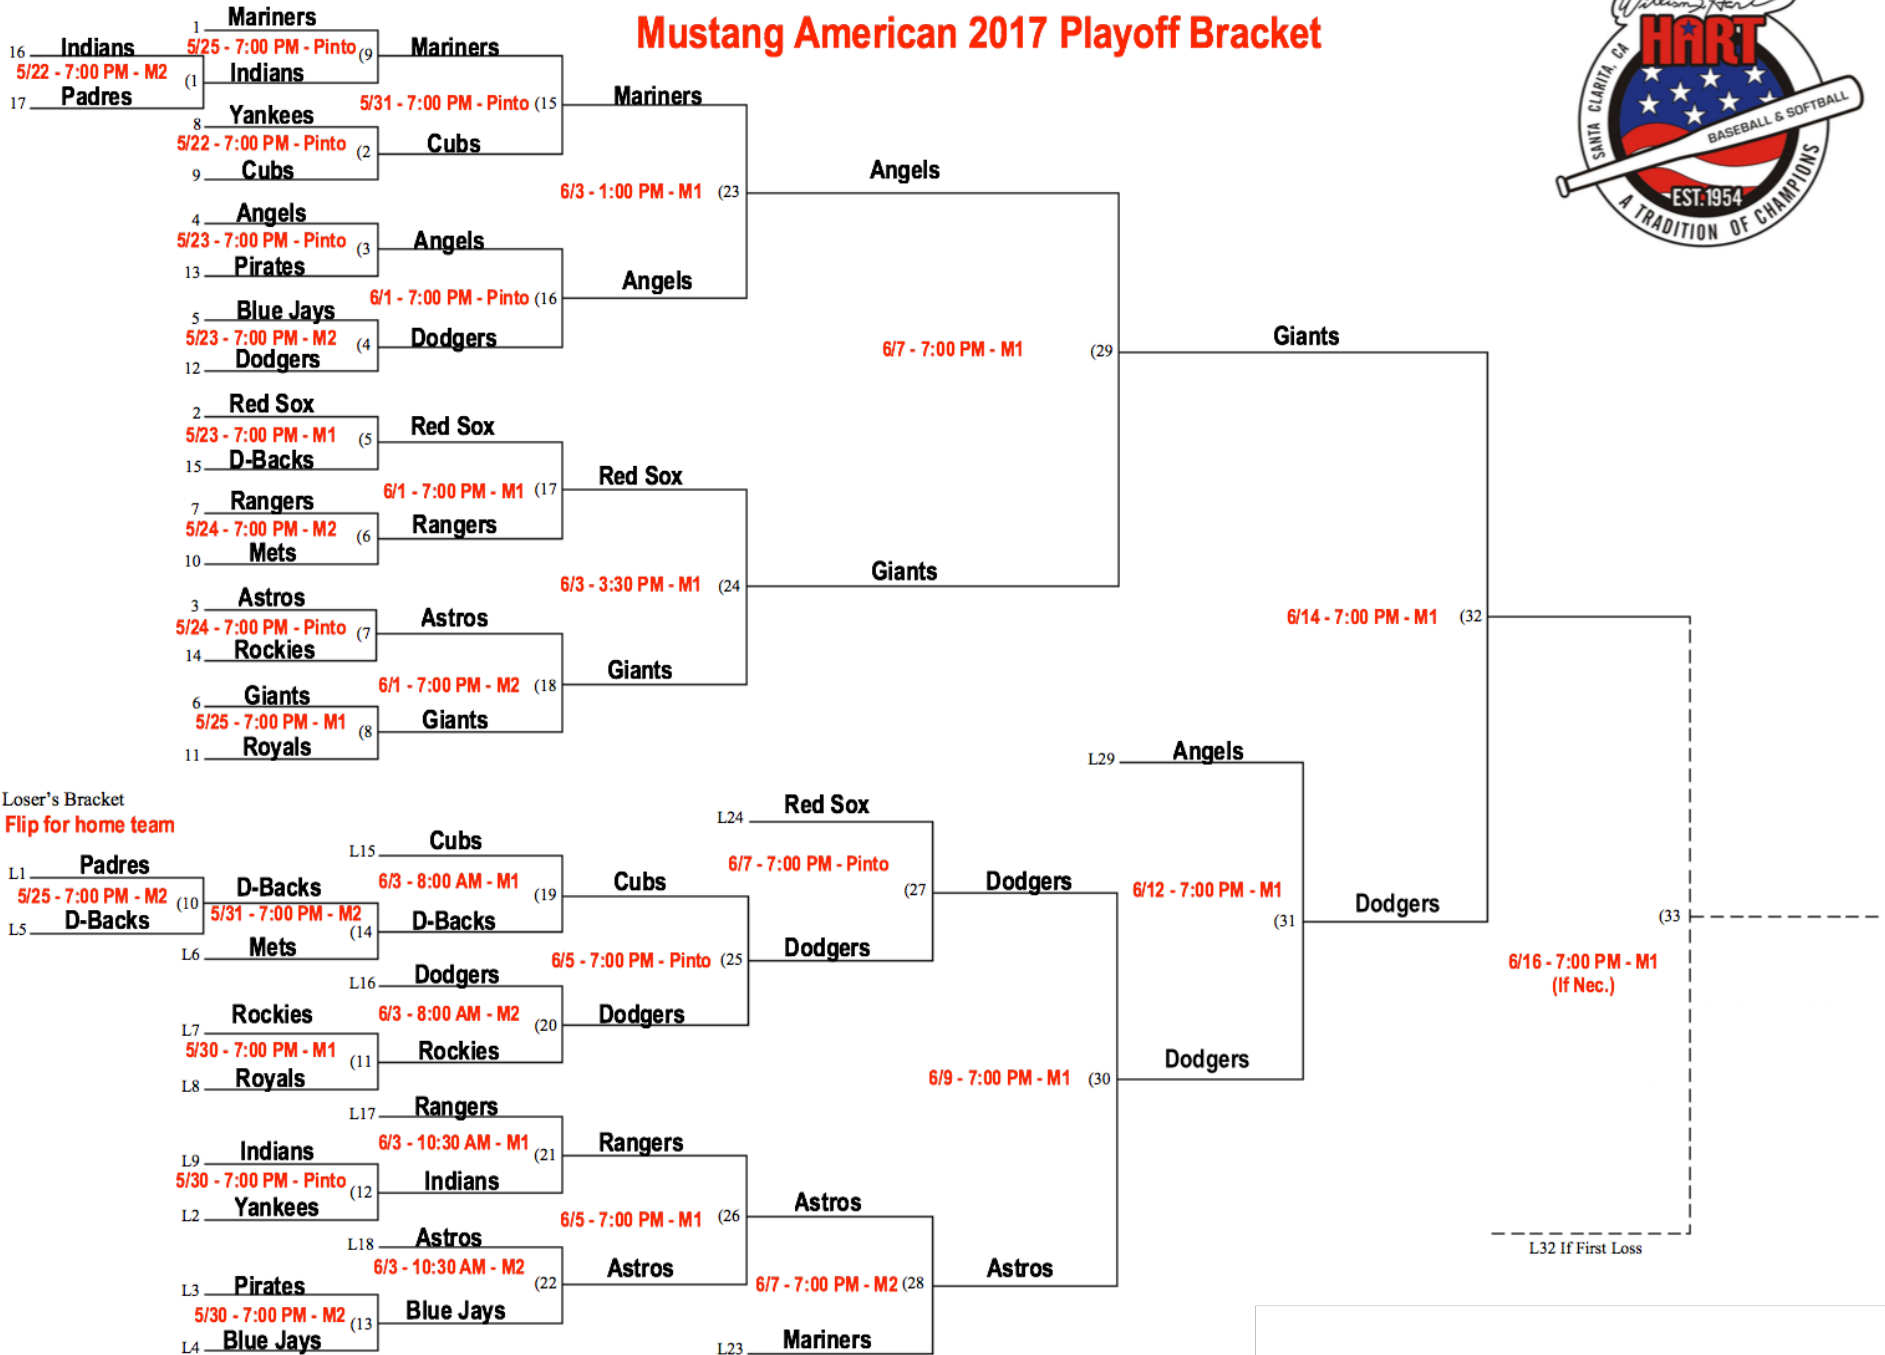 Mustang American 2017 Playoff Bracket
HART
SANTA CLARITA, CA
BASEBALL & SOFTBALL
EST.1954
A TRADITION OF CHAMPIONS
1 Mariners
16 Indians
5/25 - 7:00 PM - Pinto (9
Mariners
5/22 - 7:00 PM - M2 (1
Indians
17 Padres
5/31 - 7:00 PM - Pinto (15
Mariners
8 Yankees
5/22 - 7:00 PM - Pinto (2
Cubs
9 Cubs
6/3 - 1:00 PM - M1 (23
Angels
4 Angels
5/23 - 7:00 PM - Pinto (3
Angels
13 Pirates
6/1 - 7:00 PM - Pinto (16
Angels
5 Blue Jays
5/23 - 7:00 PM - M2 (4
Dodgers
12 Dodgers
6/7 - 7:00 PM - M1 (29
Giants
2 Red Sox
5/23 - 7:00 PM - M1 (5
Red Sox
15 D-Backs
6/1 - 7:00 PM - M1 (17
Red Sox
7 Rangers
5/24 - 7:00 PM - M2 (6
Rangers
10 Mets
6/3 - 3:30 PM - M1 (24
Giants
3 Astros
5/24 - 7:00 PM - Pinto (7
Astros
14 Rockies
6/1 - 7:00 PM - M2 (18
Giants
6 Giants
5/25 - 7:00 PM - M1 (8
Giants
11 Royals
6/14 - 7:00 PM - M1 (32
Loser's Bracket
Flip for home team
L1 Padres
5/25 - 7:00 PM - M2 (10
D-Backs
L5 D-Backs
5/31 - 7:00 PM - M2 (14
D-Backs
L6 Mets
L15 Cubs
6/3 - 8:00 AM - M1 (19
Cubs
L16 Dodgers
6/3 - 8:00 AM - M2 (20
Dodgers
L7 Rockies
5/30 - 7:00 PM - M1 (11
Rockies
L8 Royals
6/5 - 7:00 PM - Pinto (25
Dodgers
L24 Red Sox
6/7 - 7:00 PM - Pinto (27
Dodgers
L17 Rangers
6/3 - 10:30 AM - M1 (21
Rangers
L9 Indians
5/30 - 7:00 PM - Pinto (12
Indians
L2 Yankees
6/5 - 7:00 PM - M1 (26
Astros
L18 Astros
6/3 - 10:30 AM - M2 (22
Astros
L3 Pirates
5/30 - 7:00 PM - M2 (13
Blue Jays
L4 Blue Jays
6/7 - 7:00 PM - M2 (28
Astros
L23 Mariners
6/9 - 7:00 PM - M1 (30
Dodgers
L29 Angels
6/12 - 7:00 PM - M1 (31
Dodgers
(33
6/16 - 7:00 PM - M1
(If Nec.)
L32 If First Loss